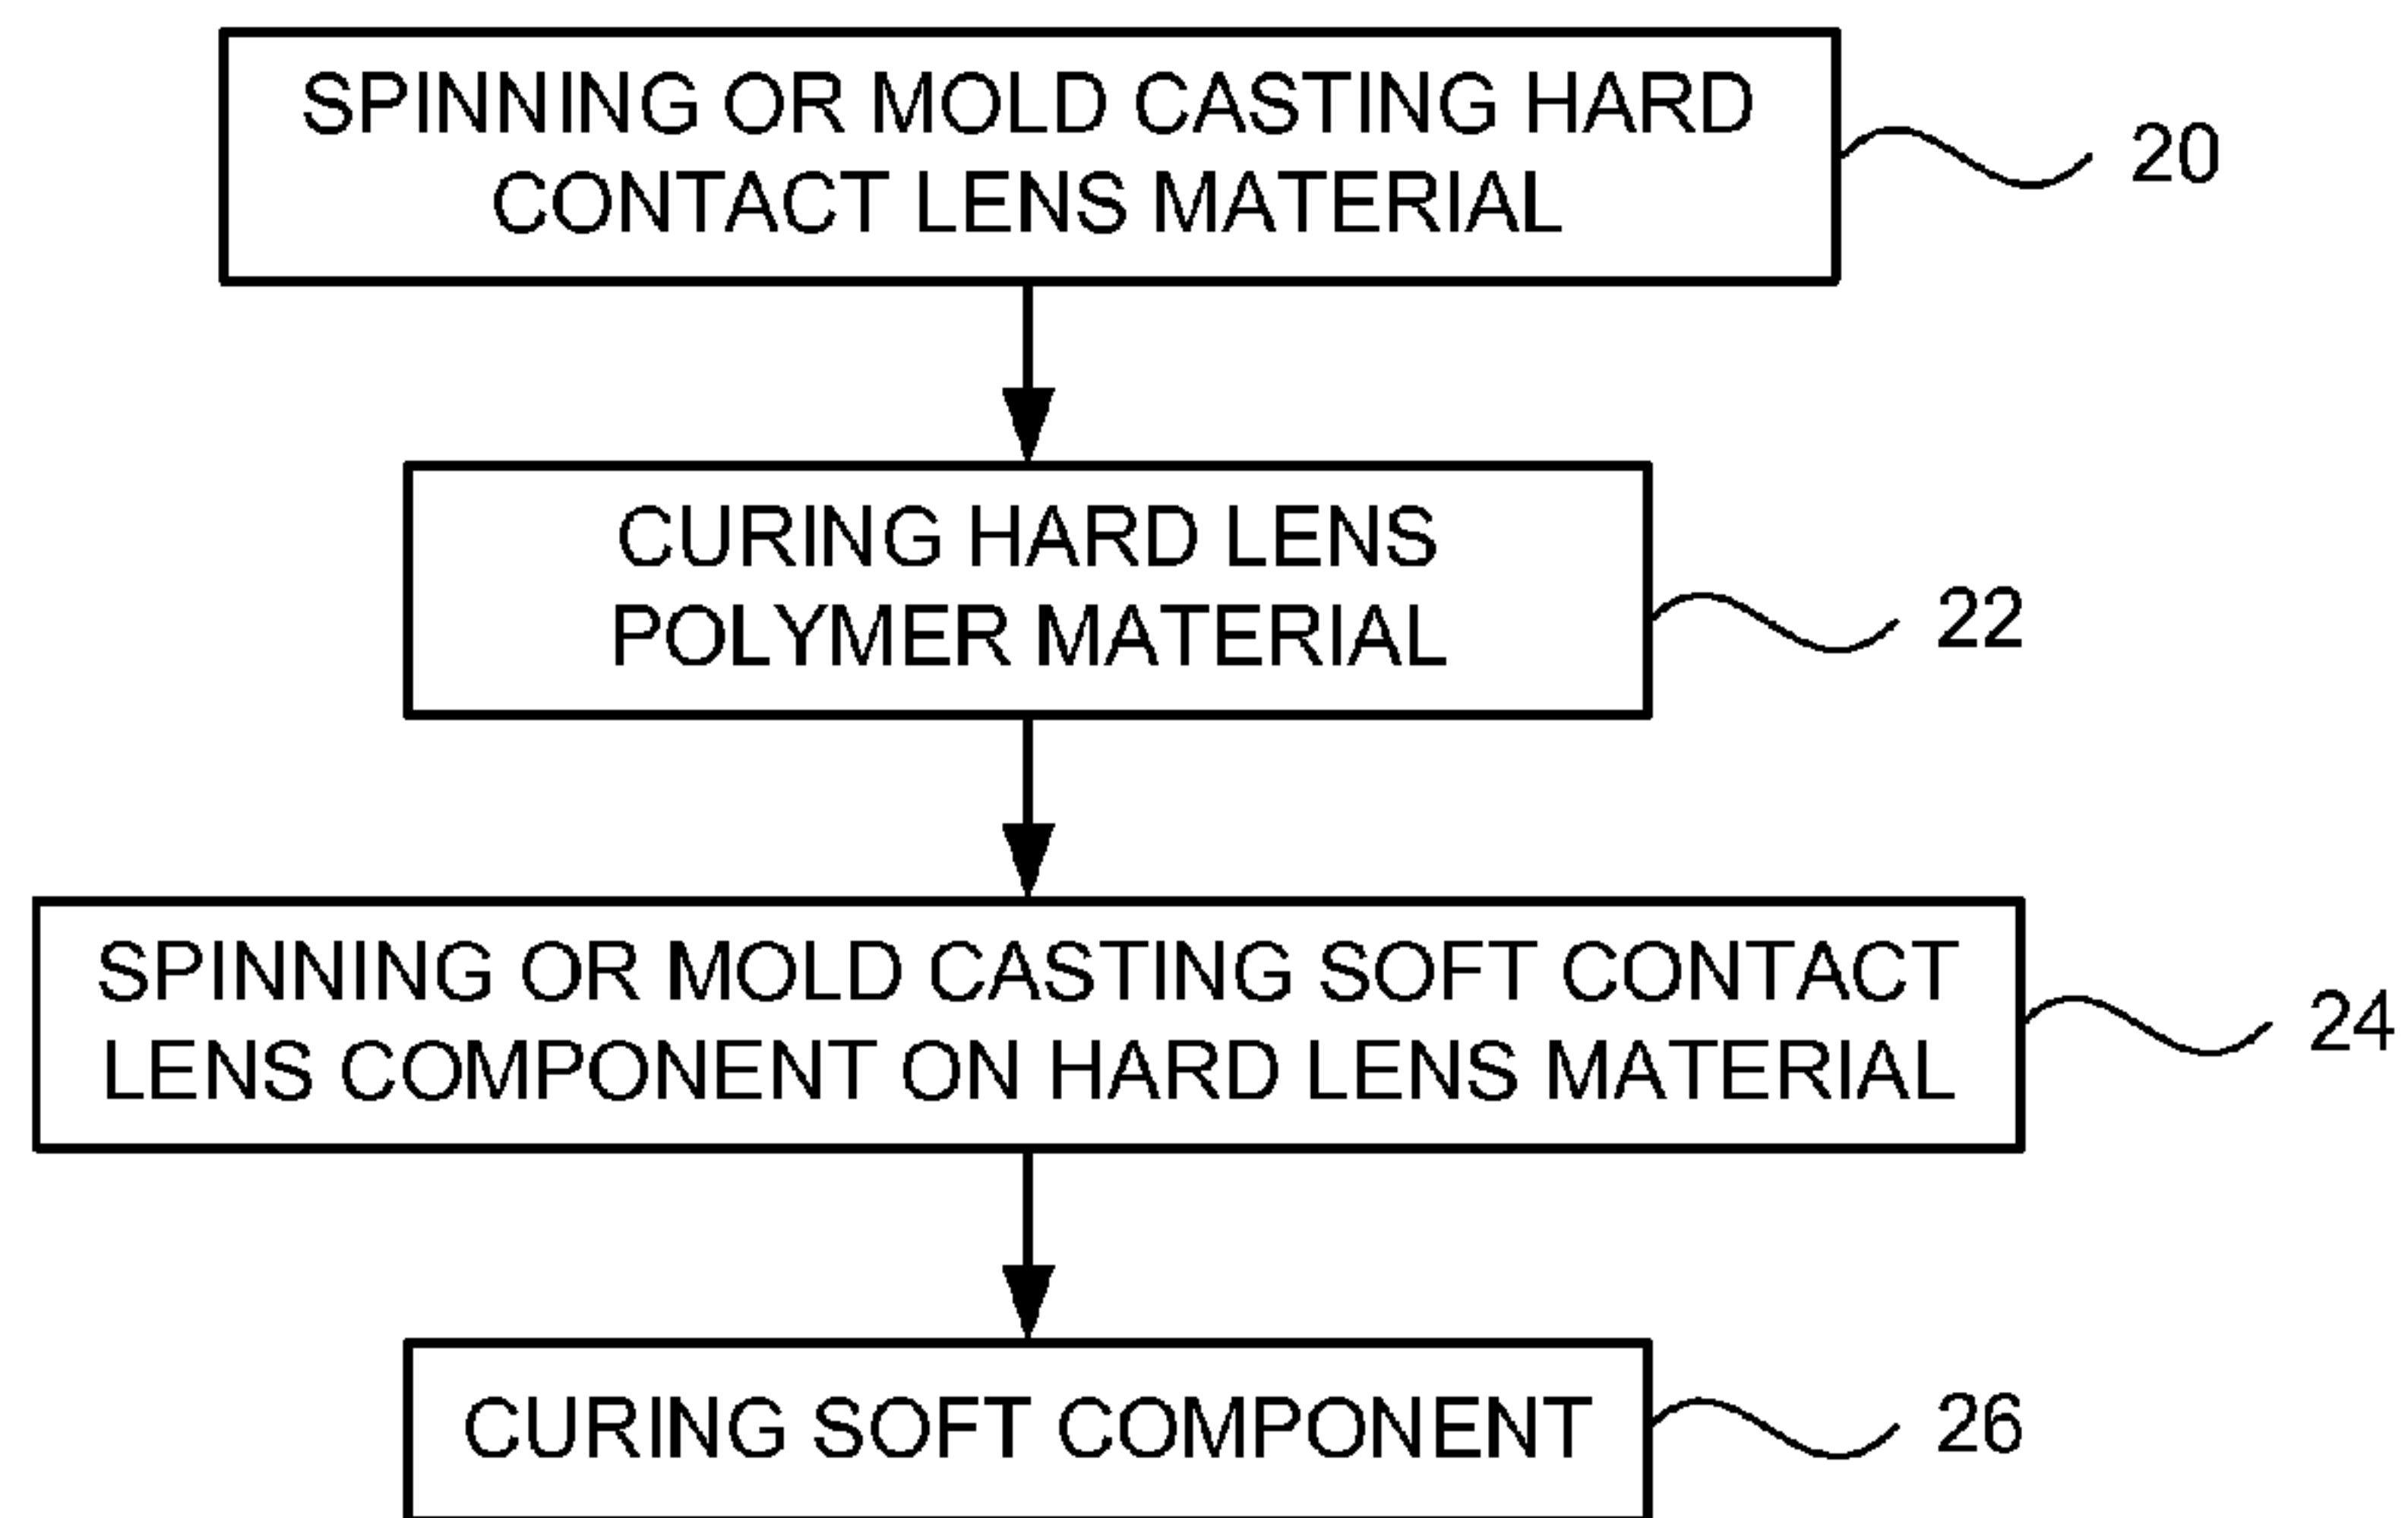 SPINNING OR MOLD CASTING HARD
CONTACT LENS MATERIAL
20
CURING HARD LENS
POLYMER MATERIAL
22
SPINNING OR MOLD CASTING SOFT CONTACT
LENS COMPONENT ON HARD LENS MATERIAL
24
CURING SOFT COMPONENT
26